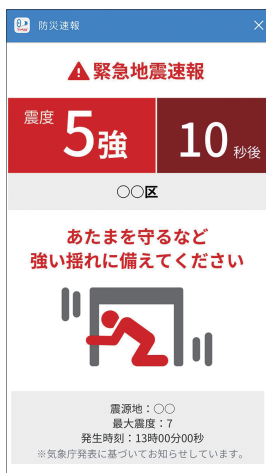 防災速報
緊急地震速報
震度
5強
10秒後
○○区
あたまを守るなど
強い揺れに備えてください
震源地：○○
最大震度：7
発生時刻：13時00分00秒
※気象庁発表に基づいてお知らせしています。